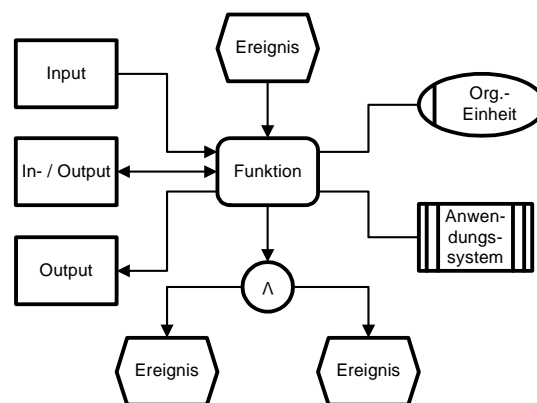 Ereignis
Input
Org.-
Einheit
In- / Output
Funktion
Anwen-
dungs-
system
Output
Λ
Ereignis
Ereignis